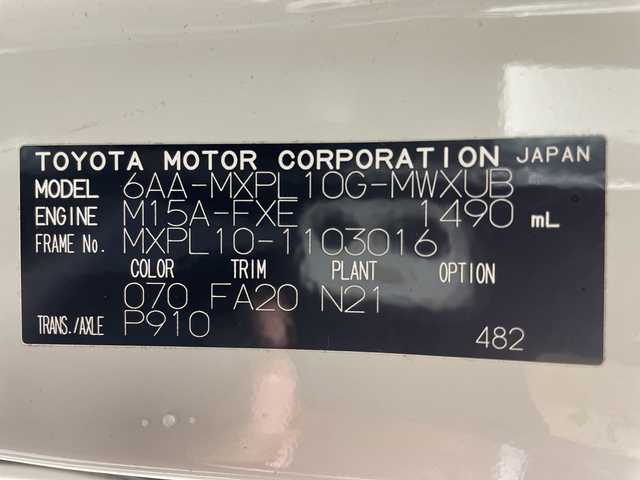 TOYOTA MOTOR CORPORATION JAPAN
MODEL 6AA-MXPL10G-MWXUB
ENGINE M15A-FXE 1490 mL
FRAME No. MXPL10-1103016
COLOR TRIM PLANT OPTION
070 FA20 N21
TRANS./AXLE P910
482